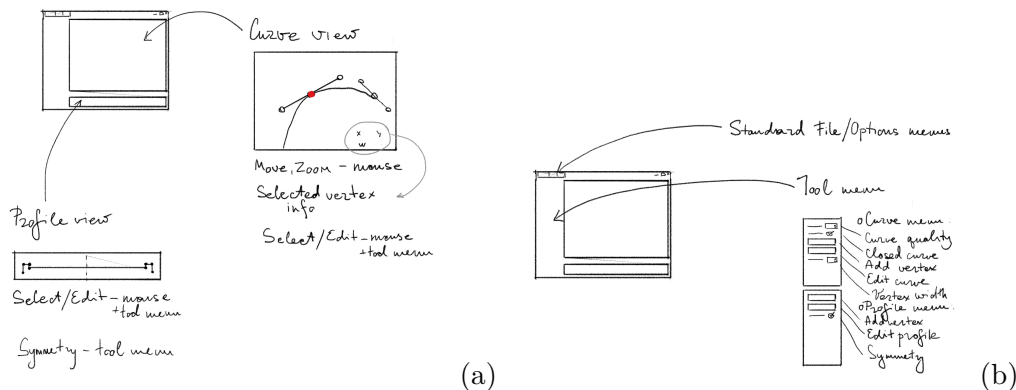 Curve view
x y
w
Move, Zoom – mouse
Selected vertex
info
Select/Edit – mouse
+ tool menu
Profile view
Select/Edit – mouse
+ tool menu
Symmetry – tool menu
(a)
Standard File/Options menus
Tool menu
o Curve menu.
Curve quality
Closed curve
Add vertex
Edit curve
Vertex width
o Profile menu.
Add vertex
Edit profile
Symmetry
(b)